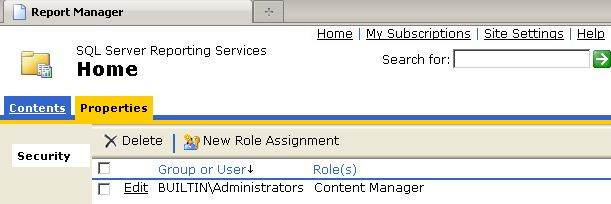 Report Manager
Home | My Subscriptions | Site Settings | Help
SQL Server Reporting Services
Home
Search for:
Contents Properties
Delete | New Role Assignment
Security
Group or User↓ Role(s)
Edit BUILTIN\Administrators Content Manager